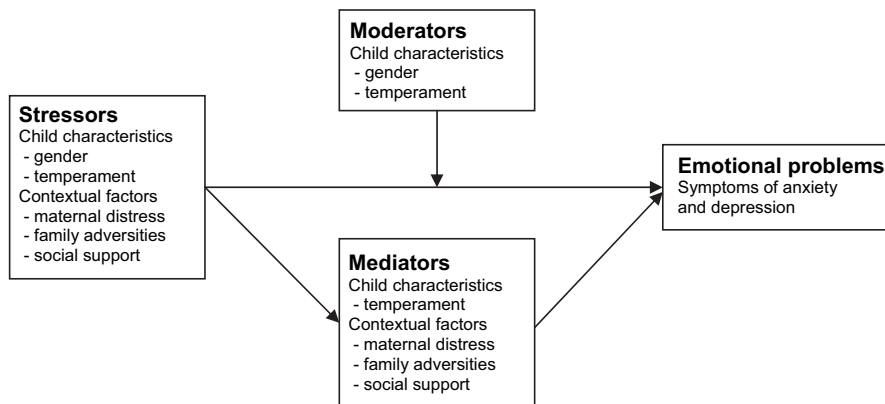 Moderators
Child characteristics
- gender
- temperament
Stressors
Child characteristics
- gender
- temperament
Contextual factors
- maternal distress
- family adversities
- social support
Emotional problems
Symptoms of anxiety
and depression
Mediators
Child characteristics
- temperament
Contextual factors
- maternal distress
- family adversities
- social support